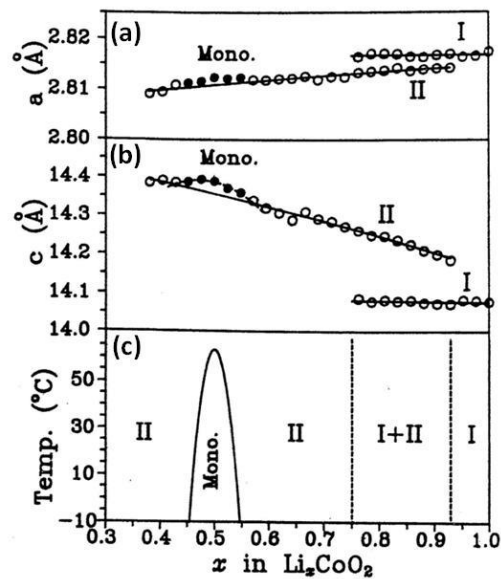 (a)
a (Å)
2.82
2.81
2.80
Mono.
I
II
(b)
c (Å)
14.4
14.3
14.2
14.1
14.0
Mono.
II
I
(c)
Temp. (°C)
50
30
10
-10
II
Mono.
II
I+II
I
0.3 0.4 0.5 0.6 0.7 0.8 0.9 1.0
x in LixCoO2